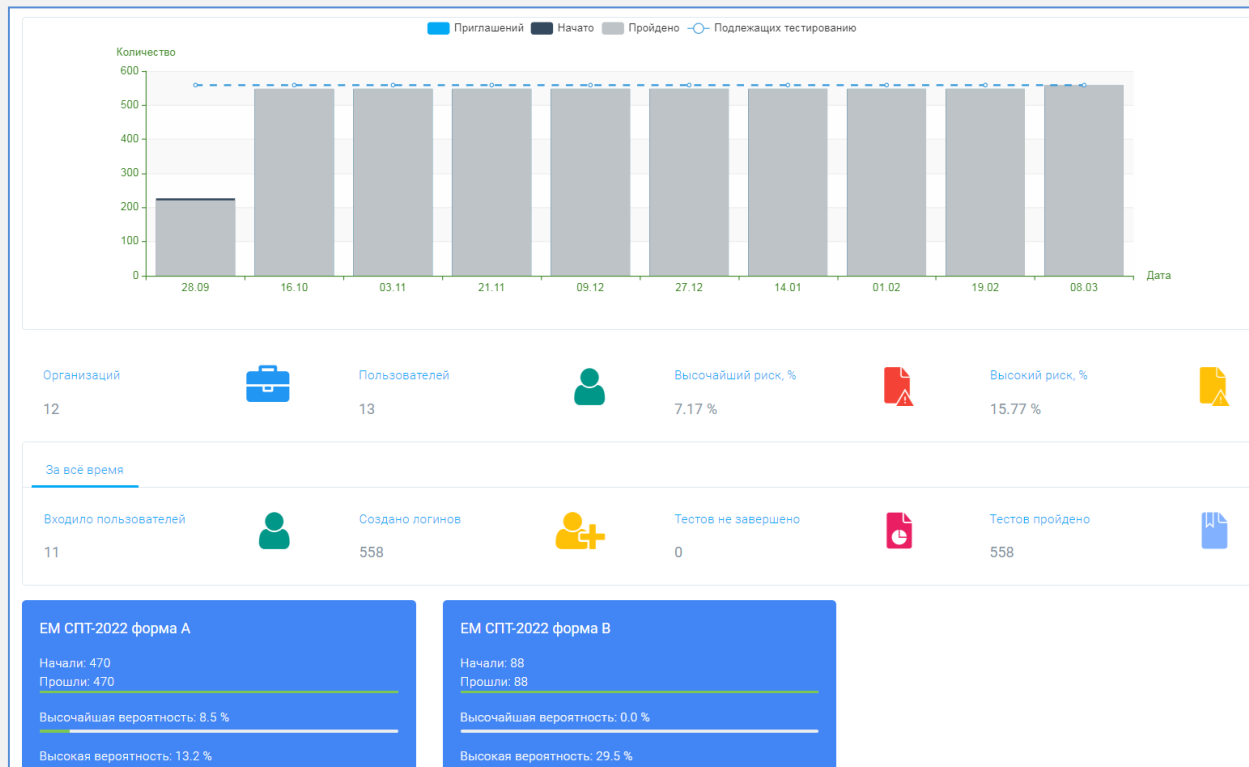 Приглашений Начато Пройдено Подлежащих тестированию
Количество
600
500
400
300
200
100
0
28.09 16.10 03.11 21.11 09.12 27.12 14.01 01.02 19.02 08.03
Дата
Организаций Пользователей Высочайший риск, % Высокий риск, %
12 13 7.17 % 15.77 %
За всё время
Входило пользователей Создано логинов Тестов не завершено Тестов пройдено
11 558 0 558
ЕМ СПТ-2022 форма А
Начали: 470
Прошли: 470
Высочайшая вероятность: 8.5 %
Высокая вероятность: 13.2 %
ЕМ СПТ-2022 форма В
Начали: 88
Прошли: 88
Высочайшая вероятность: 0.0 %
Высокая вероятность: 29.5 %